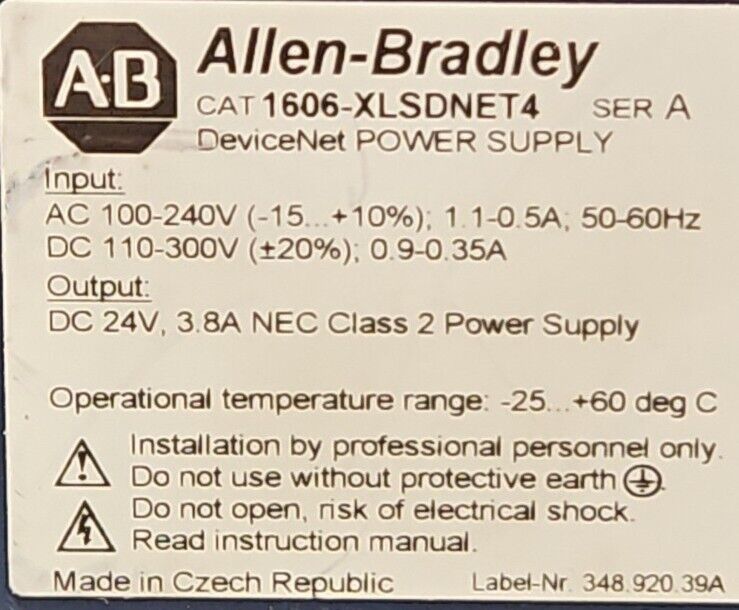 A·B Allen-Bradley
CAT 1606-XLSDNET4 SER A
DeviceNet POWER SUPPLY
Input:
AC 100-240V (-15...+10%); 1.1-0.5A; 50-60Hz
DC 110-300V (±20%); 0.9-0.35A
Output:
DC 24V, 3.8A NEC Class 2 Power Supply
Operational temperature range: -25...+60 deg C
Installation by professional personnel only.
Do not use without protective earth ⏚.
Do not open, risk of electrical shock.
Read instruction manual.
Made in Czech Republic Label-Nr. 348.920.39A